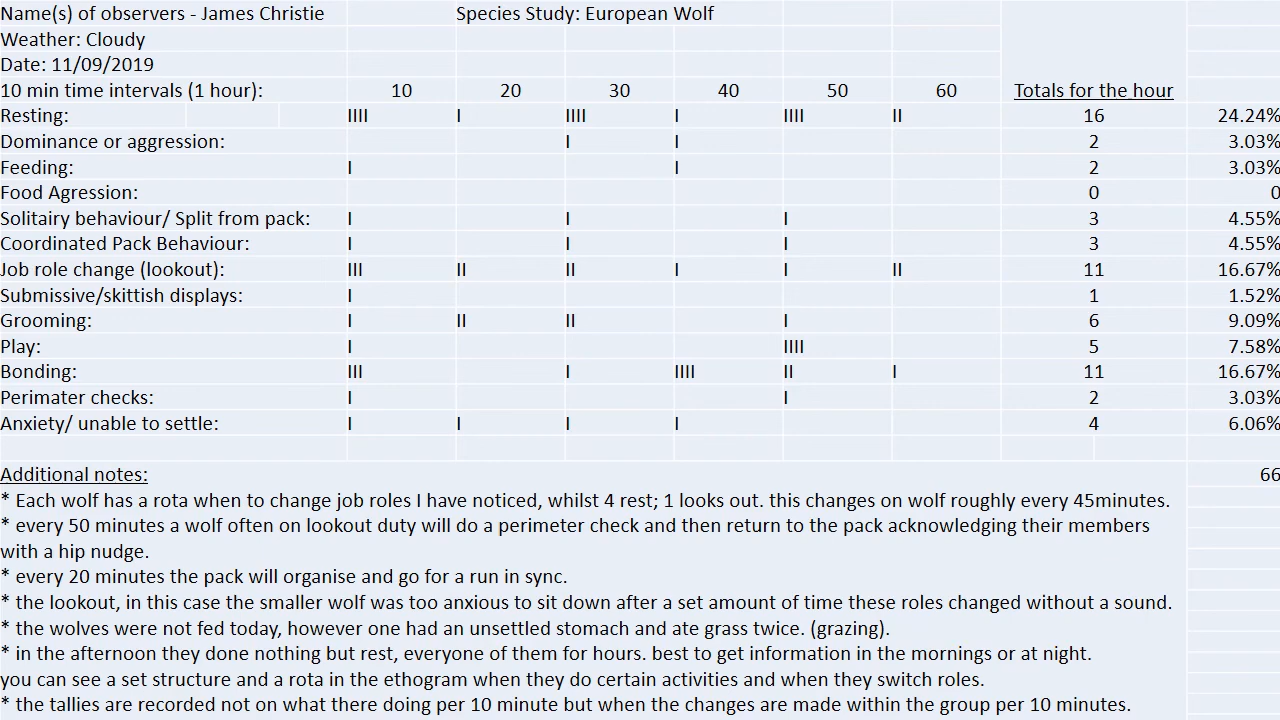 Name(s) of observers - James Christie Species Study: European Wolf
Weather: Cloudy
Date: 11/09/2019
10 min time intervals (1 hour): 10 20 30 40 50 60 Totals for the hour
Resting: IIII I IIII I IIII II 16 24.24%
Dominance or aggression: I I 2 3.03%
Feeding: I I 2 3.03%
Food Agression: 0 0
Solitairy behaviour/ Split from pack: I I I 3 4.55%
Coordinated Pack Behaviour: I I I 3 4.55%
Job role change (lookout): III II II I I II 11 16.67%
Submissive/skittish displays: I 1 1.52%
Grooming: I II II I 6 9.09%
Play: I IIII 5 7.58%
Bonding: III I IIII II I 11 16.67%
Perimater checks: I I 2 3.03%
Anxiety/ unable to settle: I I I I 4 6.06%
Additional notes: 66
* Each wolf has a rota when to change job roles I have noticed, whilst 4 rest; 1 looks out. this changes on wolf roughly every 45minutes.
* every 50 minutes a wolf often on lookout duty will do a perimeter check and then return to the pack acknowledging their members
with a hip nudge.
* every 20 minutes the pack will organise and go for a run in sync.
* the lookout, in this case the smaller wolf was too anxious to sit down after a set amount of time these roles changed without a sound.
* the wolves were not fed today, however one had an unsettled stomach and ate grass twice. (grazing).
* in the afternoon they done nothing but rest, everyone of them for hours. best to get information in the mornings or at night.
you can see a set structure and a rota in the ethogram when they do certain activities and when they switch roles.
* the tallies are recorded not on what there doing per 10 minute but when the changes are made within the group per 10 minutes.